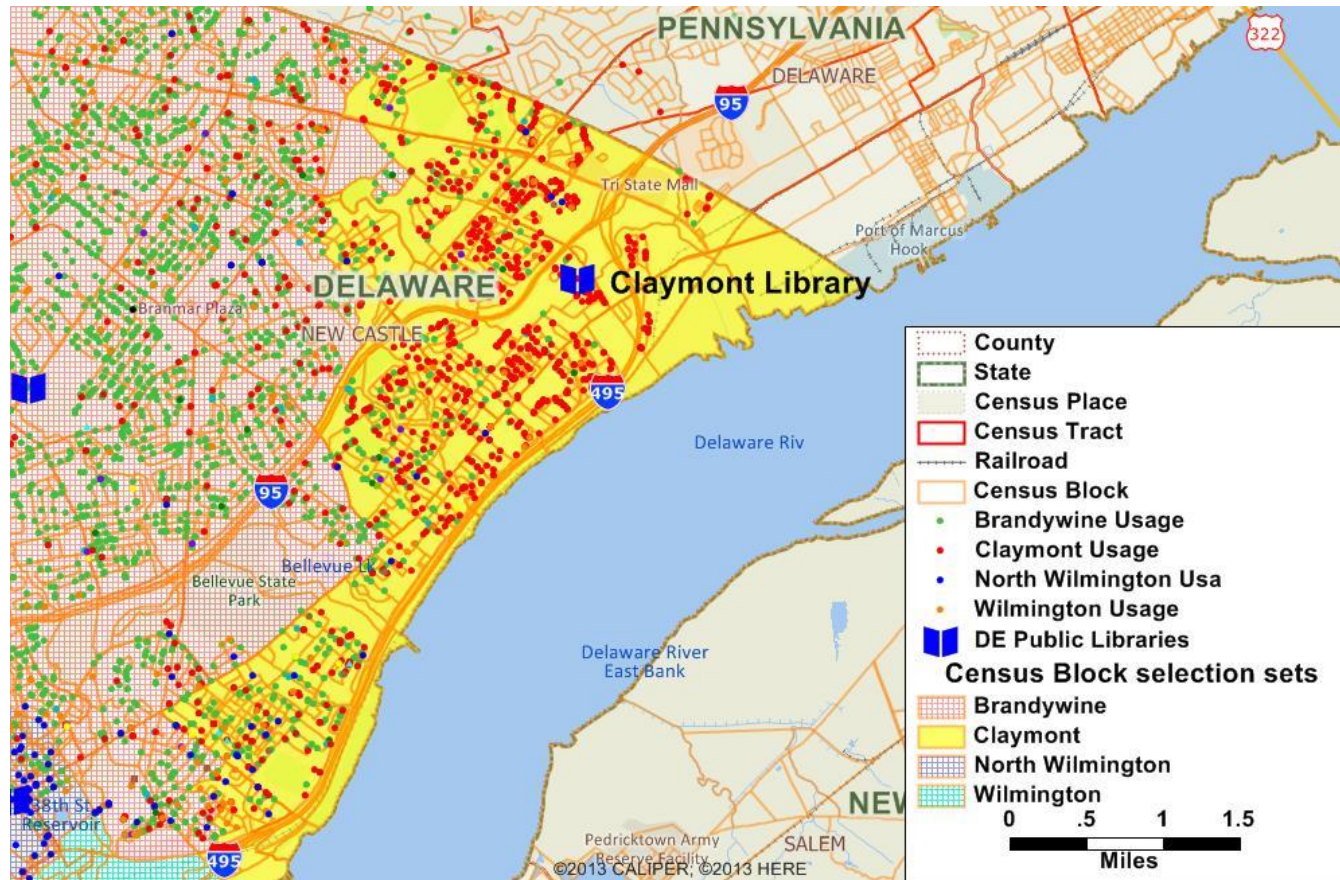 PENNSYLVANIA
322
DELAWARE
95
Tri State Mall
Port of Marcus
Hook
DELAWARE
Claymont Library
Branmar Plaza
NEW CASTLE
495
Delaware Riv
95
Bellevue LK
Bellevue State
Park
Delaware River
East Bank
38th St.
Reservoir
NEW
Pedricktown Army
Reserve Facility
SALEM
495
©2013 CALIPER; ©2013 HERE
County
State
Census Place
Census Tract
Railroad
Census Block
Brandywine Usage
Claymont Usage
North Wilmington Usa
Wilmington Usage
DE Public Libraries
Census Block selection sets
Brandywine
Claymont
North Wilmington
Wilmington
0 .5 1 1.5
Miles